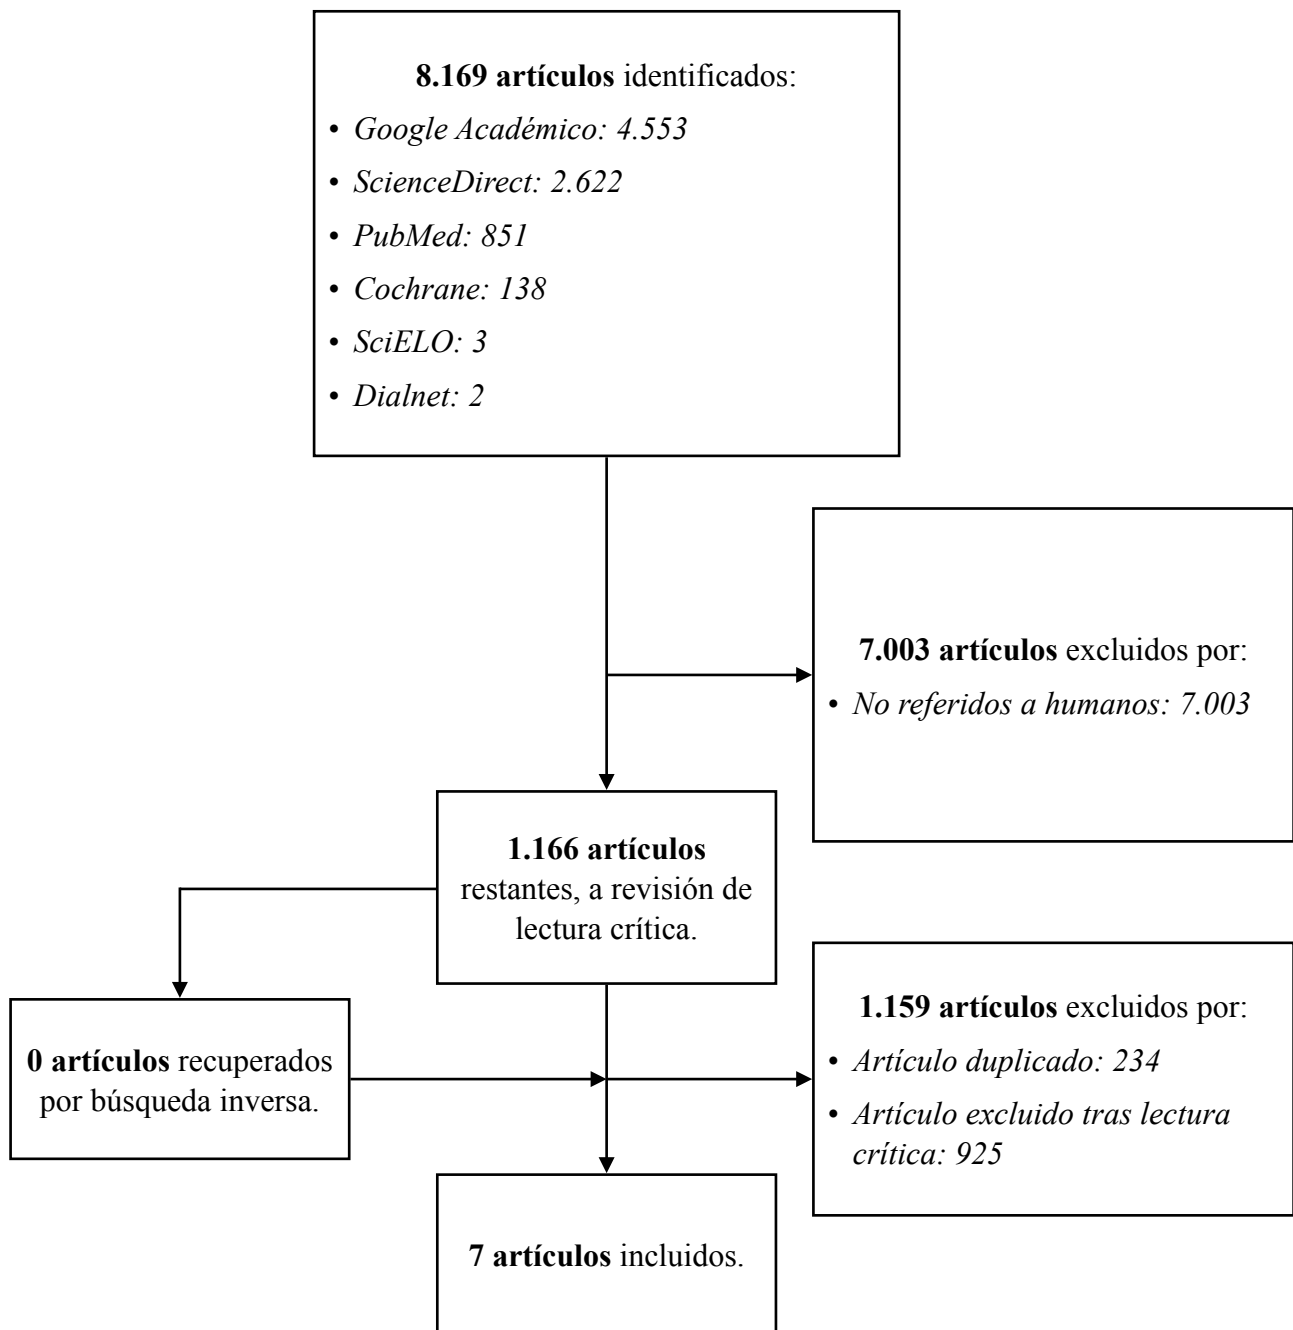 8.169 artículos identificados:
• Google Académico: 4.553
• ScienceDirect: 2.622
• PubMed: 851
• Cochrane: 138
• SciELO: 3
• Dialnet: 2
7.003 artículos excluidos por:
• No referidos a humanos: 7.003
1.166 artículos
restantes, a revisión de
lectura crítica.
0 artículos recuperados
por búsqueda inversa.
1.159 artículos excluidos por:
• Artículo duplicado: 234
• Artículo excluido tras lectura
crítica: 925
7 artículos incluidos.